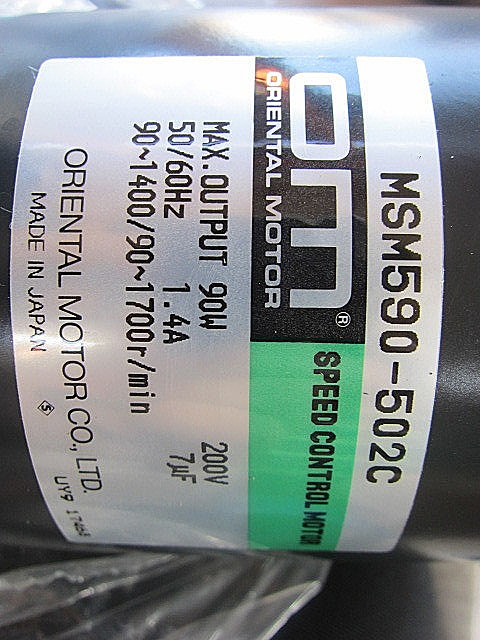 MSM590-502C
om®
ORIENTAL MOTOR
SPEED CONTROL MOTOR
MAX.OUTPUT 90W 200V
50/60Hz 1.4A 7μF
90~1400/90~1700r/min
ORIENTAL MOTOR CO., LTD.
MADE IN JAPAN
UY9